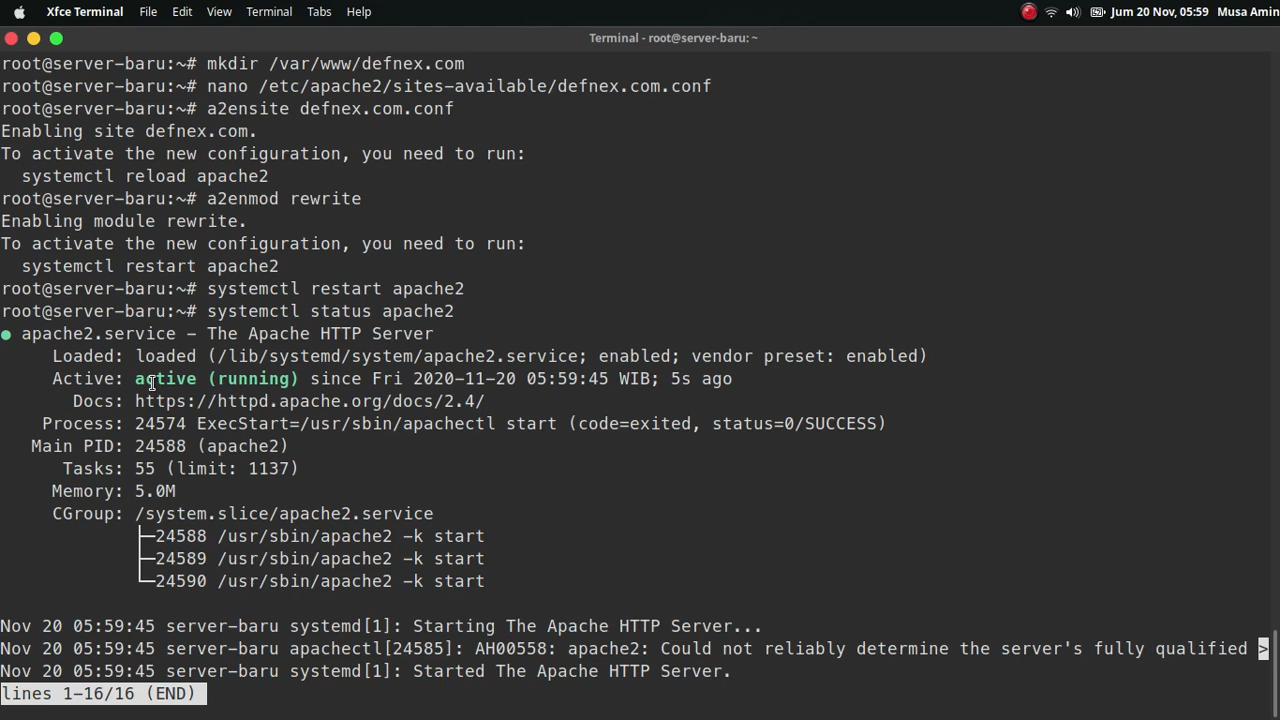 Xfce Terminal File Edit View Terminal Tabs Help Jum 20 Nov, 05:59 Musa Amin
Terminal - root@server-baru: ~
root@server-baru:~# mkdir /var/www/defnex.com
root@server-baru:~# nano /etc/apache2/sites-available/defnex.com.conf
root@server-baru:~# a2ensite defnex.com.conf
Enabling site defnex.com.
To activate the new configuration, you need to run:
  systemctl reload apache2
root@server-baru:~# a2enmod rewrite
Enabling module rewrite.
To activate the new configuration, you need to run:
  systemctl restart apache2
root@server-baru:~# systemctl restart apache2
root@server-baru:~# systemctl status apache2
● apache2.service - The Apache HTTP Server
     Loaded: loaded (/lib/systemd/system/apache2.service; enabled; vendor preset: enabled)
     Active: active (running) since Fri 2020-11-20 05:59:45 WIB; 5s ago
       Docs: https://httpd.apache.org/docs/2.4/
    Process: 24574 ExecStart=/usr/sbin/apachectl start (code=exited, status=0/SUCCESS)
   Main PID: 24588 (apache2)
      Tasks: 55 (limit: 1137)
     Memory: 5.0M
     CGroup: /system.slice/apache2.service
             ├─24588 /usr/sbin/apache2 -k start
             ├─24589 /usr/sbin/apache2 -k start
             └─24590 /usr/sbin/apache2 -k start
Nov 20 05:59:45 server-baru systemd[1]: Starting The Apache HTTP Server...
Nov 20 05:59:45 server-baru apachectl[24585]: AH00558: apache2: Could not reliably determine the server's fully qualified >
Nov 20 05:59:45 server-baru systemd[1]: Started The Apache HTTP Server.
lines 1-16/16 (END)